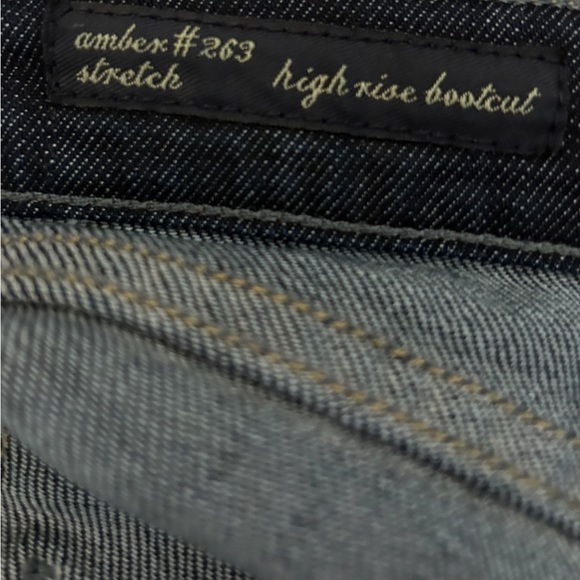 amber #263
stretch high rise bootcut